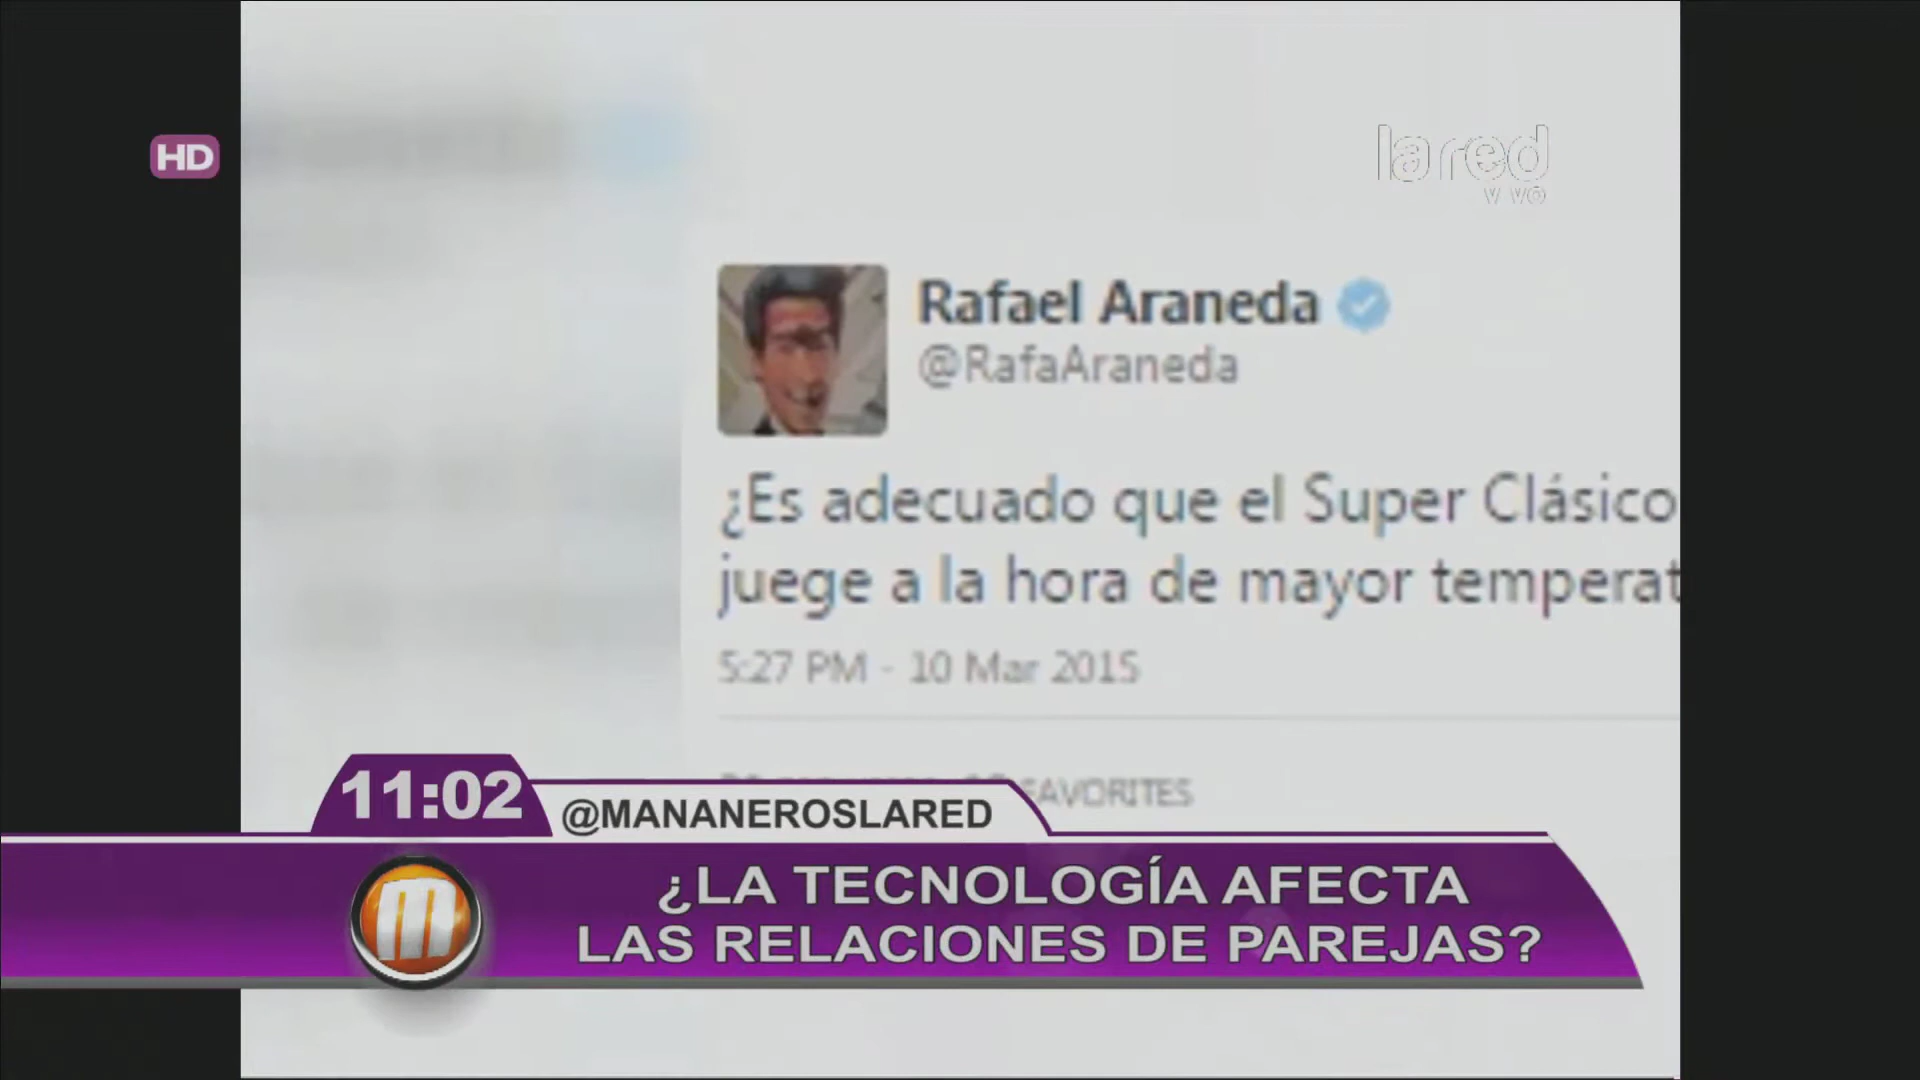 HD
la red
vivo
Rafael Araneda
@RafaAraneda
¿Es adecuado que el Super Clásico
juege a la hora de mayor temperat
5:27 PM - 10 Mar 2015
FAVORITES
11:02
@MANANEROSLARED
m
¿LA TECNOLOGÍA AFECTA
LAS RELACIONES DE PAREJAS?